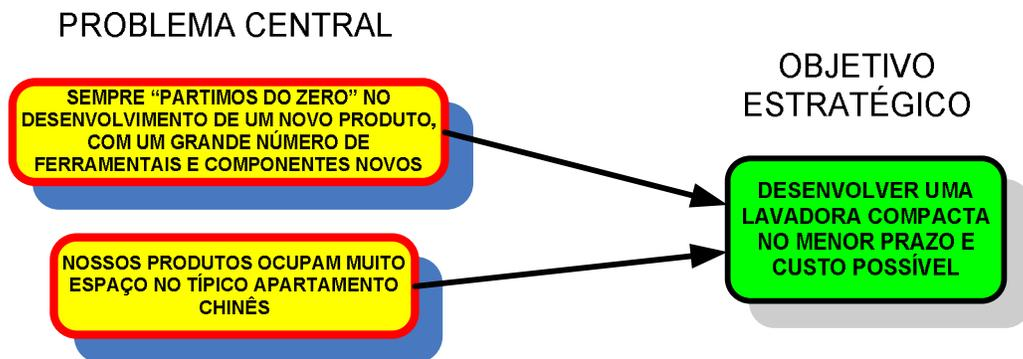 PROBLEMA CENTRAL
SEMPRE “PARTIMOS DO ZERO” NO
DESENVOLVIMENTO DE UM NOVO PRODUTO,
COM UM GRANDE NÚMERO DE
FERRAMENTAIS E COMPONENTES NOVOS
NOSSOS PRODUTOS OCUPAM MUITO
ESPAÇO NO TÍPICO APARTAMENTO
CHINÊS
OBJETIVO
ESTRATÉGICO
DESENVOLVER UMA
LAVADORA COMPACTA
NO MENOR PRAZO E
CUSTO POSSÍVEL